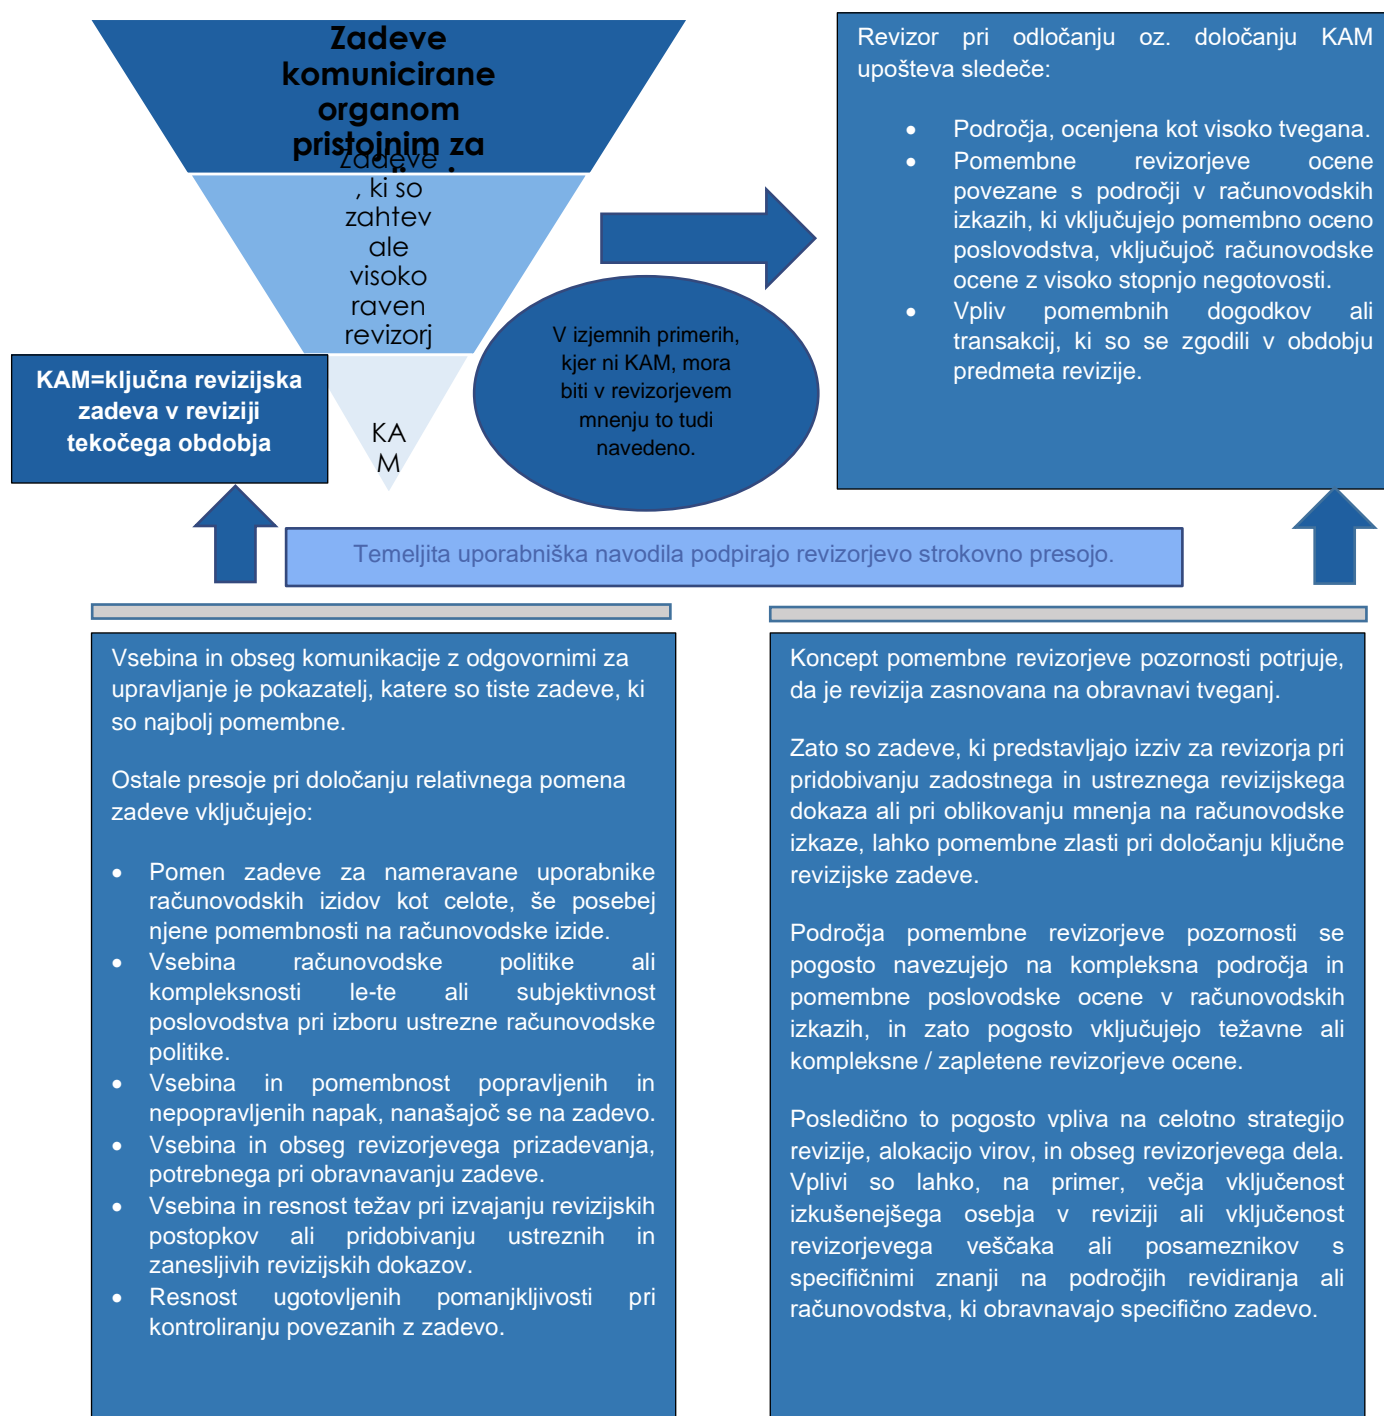 Zadeve
komunicirane
organom
pristojnim za
Zadeve
, ki so
zahtev
ale
visoko
raven
revizorj
KA
M
KAM=ključna revizijska
zadeva v reviziji
tekočega obdobja
V izjemnih primerih,
kjer ni KAM, mora
biti v revizorjevem
mnenju to tudi
navedeno.
Revizor pri odločanju oz. določanju KAM
upošteva sledeče:
• Področja, ocenjena kot visoko tvegana.
• Pomembne revizorjeve ocene
povezane s področji v računovodskih
izkazih, ki vključujejo pomembno oceno
poslovodstva, vključujoč računovodske
ocene z visoko stopnjo negotovosti.
• Vpliv pomembnih dogodkov ali
transakcij, ki so se zgodili v obdobju
predmeta revizije.
Temeljita uporabniška navodila podpirajo revizorjevo strokovno presojo.
Vsebina in obseg komunikacije z odgovornimi za
upravljanje je pokazatelj, katere so tiste zadeve, ki
so najbolj pomembne.
Ostale presoje pri določanju relativnega pomena
zadeve vključujejo:
• Pomen zadeve za nameravane uporabnike
računovodskih izidov kot celote, še posebej
njene pomembnosti na računovodske izide.
• Vsebina računovodske politike ali
kompleksnosti le-te ali subjektivnost
poslovodstva pri izboru ustrezne računovodske
politike.
• Vsebina in pomembnost popravljenih in
nepopravljenih napak, nanašajoč se na zadevo.
• Vsebina in obseg revizorjevega prizadevanja,
potrebnega pri obravnavanju zadeve.
• Vsebina in resnost težav pri izvajanju revizijskih
postopkov ali pridobivanju ustreznih in
zanesljivih revizijskih dokazov.
• Resnost ugotovljenih pomanjkljivosti pri
kontroliranju povezanih z zadevo.
Koncept pomembne revizorjeve pozornosti potrjuje,
da je revizija zasnovana na obravnavi tveganj.
Zato so zadeve, ki predstavljajo izziv za revizorja pri
pridobivanju zadostnega in ustreznega revizijskega
dokaza ali pri oblikovanju mnenja na računovodske
izkaze, lahko pomembne zlasti pri določanju ključne
revizijske zadeve.
Področja pomembne revizorjeve pozornosti se
pogosto navezujejo na kompleksna področja in
pomembne poslovodske ocene v računovodskih
izkazih, in zato pogosto vključujejo težavne ali
kompleksne / zapletene revizorjeve ocene.
Posledično to pogosto vpliva na celotno strategijo
revizije, alokacijo virov, in obseg revizorjevega dela.
Vplivi so lahko, na primer, večja vključenost
izkušenejšega osebja v reviziji ali vključenost
revizorjevega veščaka ali posameznikov s
specifičnimi znanji na področjih revidiranja ali
računovodstva, ki obravnavajo specifično zadevo.